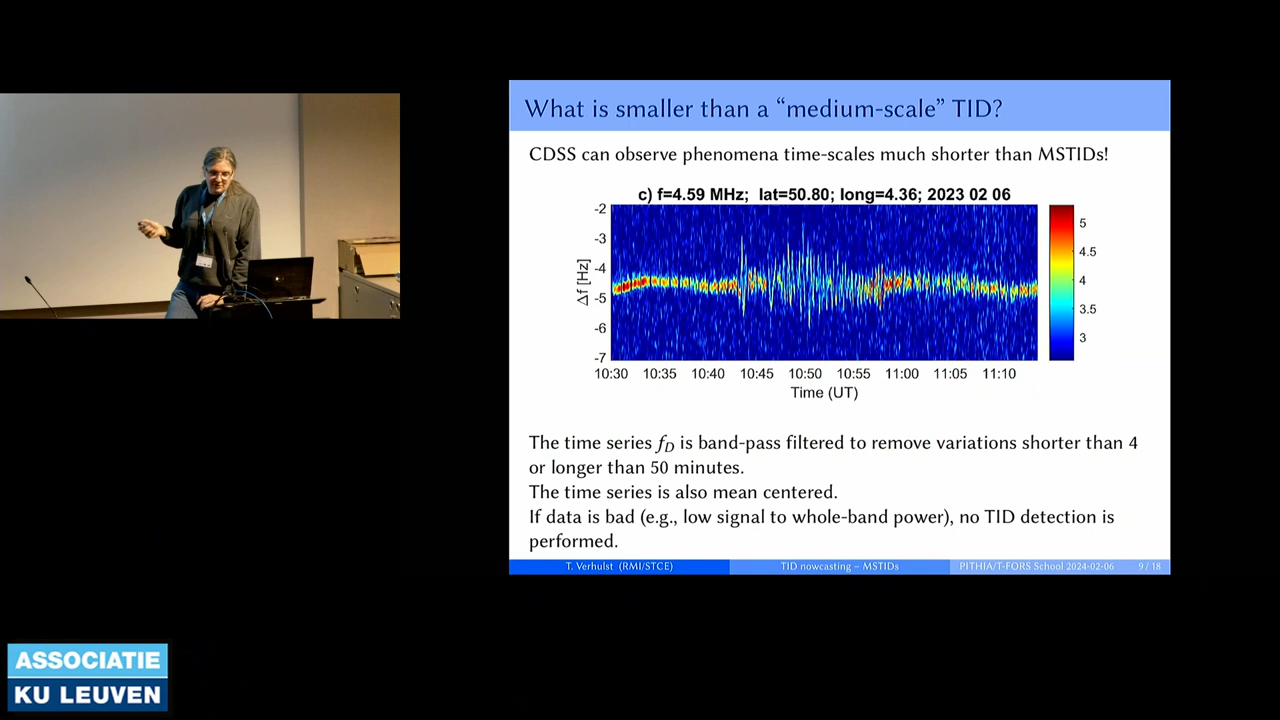 What is smaller than a “medium-scale” TID?
CDSS can observe phenomena time-scales much shorter than MSTIDs!
c) f=4.59 MHz; lat=50.80; long=4.36; 2023 02 06
-2
-3
-4
-5
-6
-7
Δf [Hz]
10:30 10:35 10:40 10:45 10:50 10:55 11:00 11:05 11:10
Time (UT)
5
4.5
4
3.5
3
The time series fD is band-pass filtered to remove variations shorter than 4
or longer than 50 minutes.
The time series is also mean centered.
If data is bad (e.g., low signal to whole-band power), no TID detection is
performed.
T. Verhulst (RMI/STCE) TID nowcasting – MSTIDs PITHIA/T-FORS School 2024-02-06 9 / 18
ASSOCIATIE
KU LEUVEN